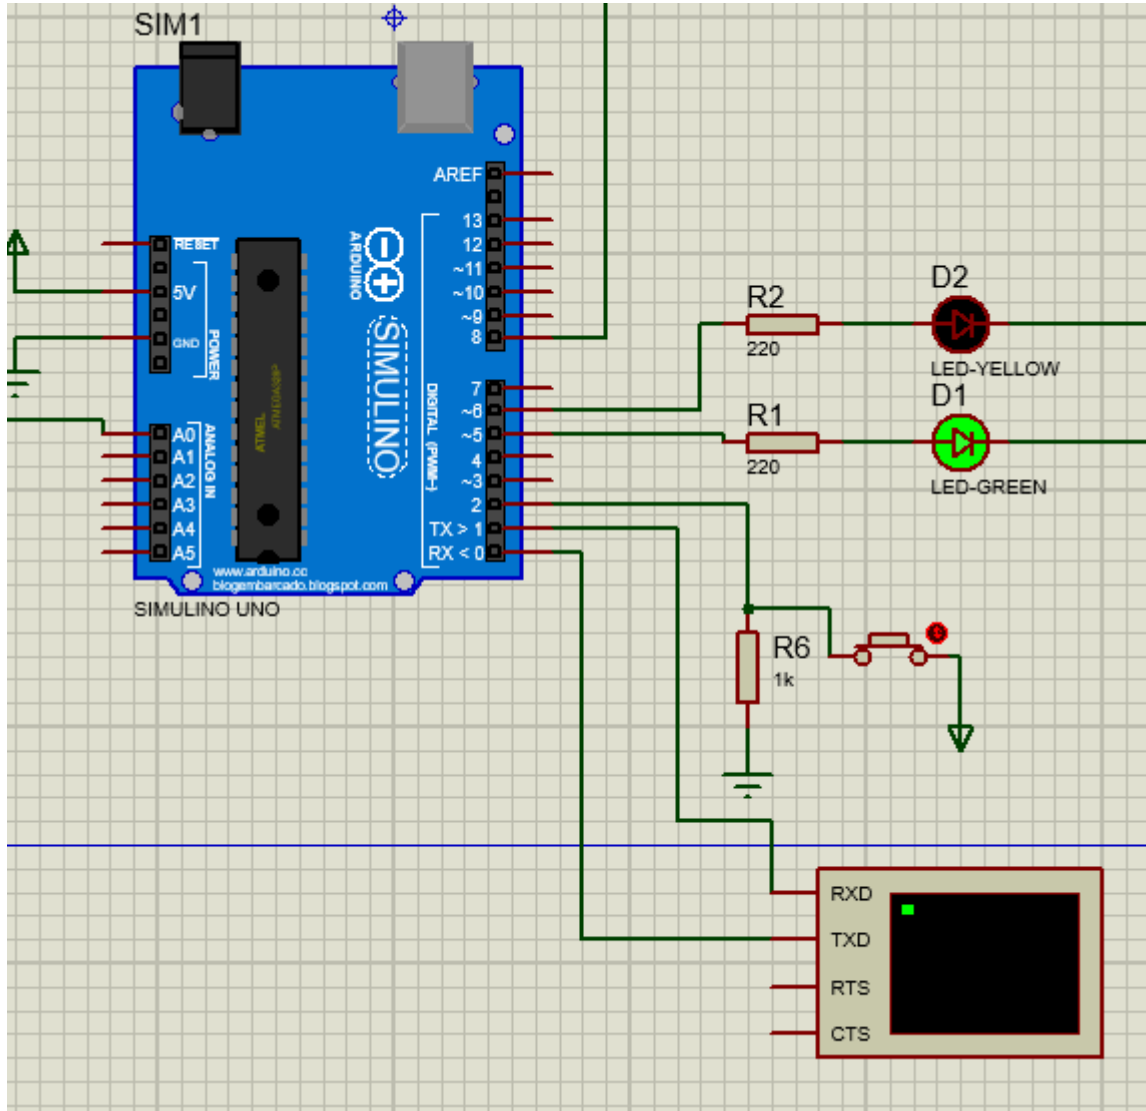 SIM1
AREF
13
12
~11
~10
~9
8
7
~6
~5
4
~3
2
TX > 1
RX < 0
DIGITAL (PWM~)
RESET
5V
GND
POWER
A0
A1
A2
A3
A4
A5
ANALOG IN
ARDUINO
SIMULINO
ATMEL
ATMEGA328P
www.arduino.cc
blogembarcado.blogspot.com
SIMULINO UNO
R2
220
D2
LED-YELLOW
R1
220
D1
LED-GREEN
R6
1k
RXD
TXD
RTS
CTS